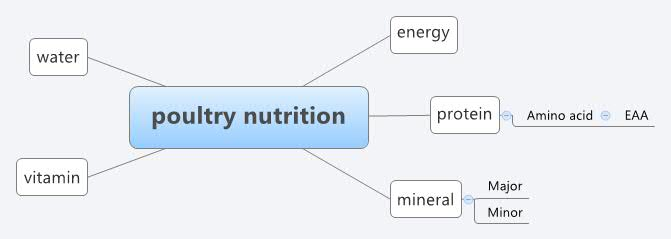 energy
water
poultry nutrition
protein
Amino acid
EAA
vitamin
mineral
Major
Minor